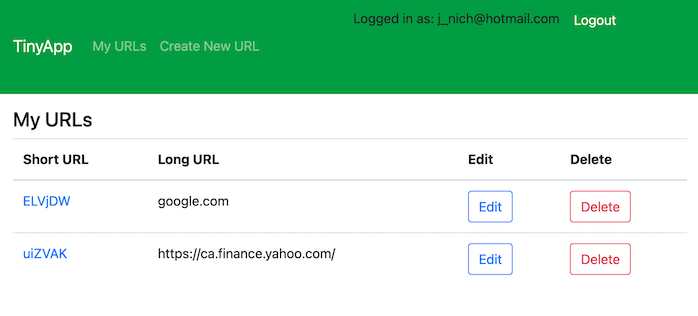 Logged in as: j_nich@hotmail.com Logout
TinyApp My URLs Create New URL
My URLs
Short URL Long URL Edit Delete
ELVjDW google.com Edit Delete
uiZVAK https://ca.finance.yahoo.com/ Edit Delete